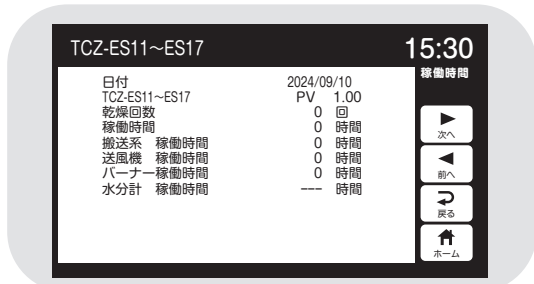 TCZ-ES11～ES17
15:30
稼働時間
日付 2024/09/10
TCZ-ES11～ES17 PV 1.00
乾燥回数 0 回
稼働時間 0 時間
搬送系 稼働時間 0 時間
送風機 稼働時間 0 時間
バーナー稼働時間 0 時間
水分計 稼働時間 --- 時間
次へ
前へ
戻る
ホーム